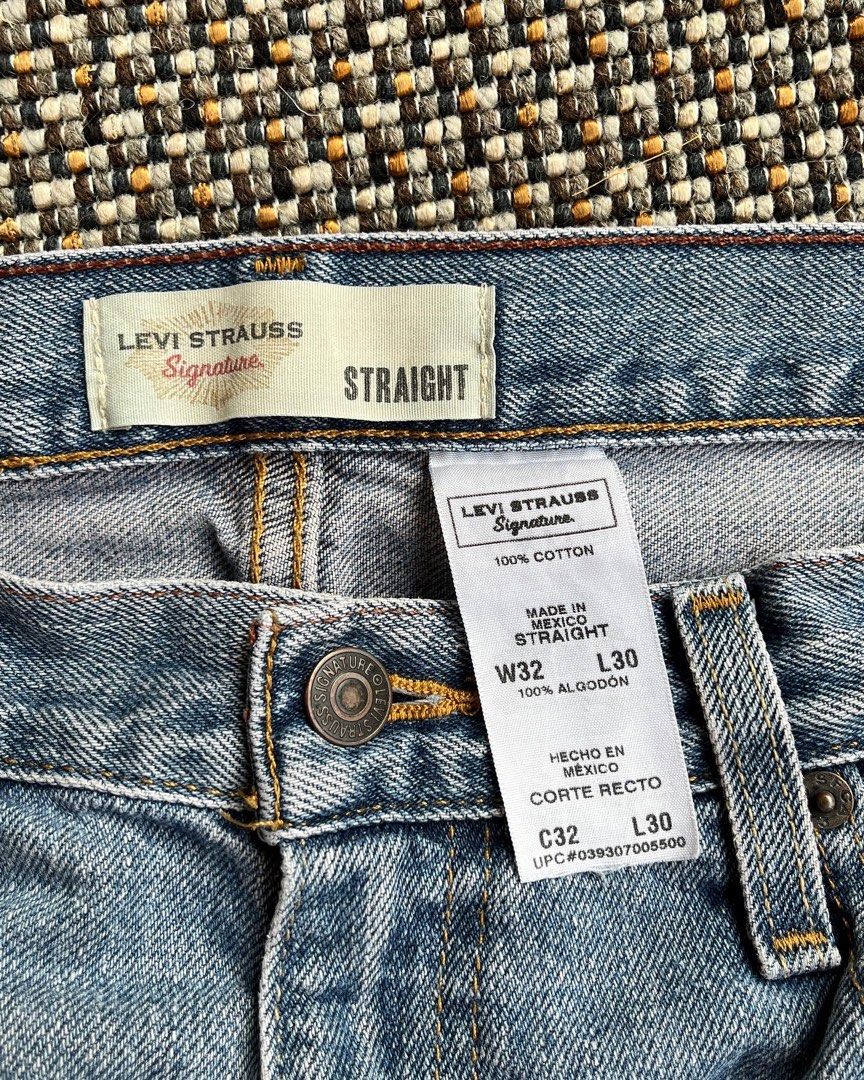 LEVI STRAUSS
Signature.
STRAIGHT
LEVI STRAUSS
Signature.
100% COTTON
MADE IN
MEXICO
STRAIGHT
W32 L30
100% ALGODÓN
HECHO EN
MÉXICO
CORTE RECTO
C32 L30
UPC#039307005500
SIGNATURE LEVI STRAUSS